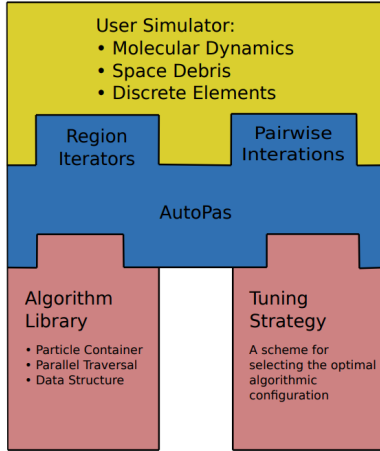 User Simulator:
• Molecular Dynamics
• Space Debris
• Discrete Elements
Region
Iterators
Pairwise
Interations
AutoPas
Algorithm
Library
• Particle Container
• Parallel Traversal
• Data Structure
Tuning
Strategy
A scheme for
selecting the optimal
algorithmic
configuration